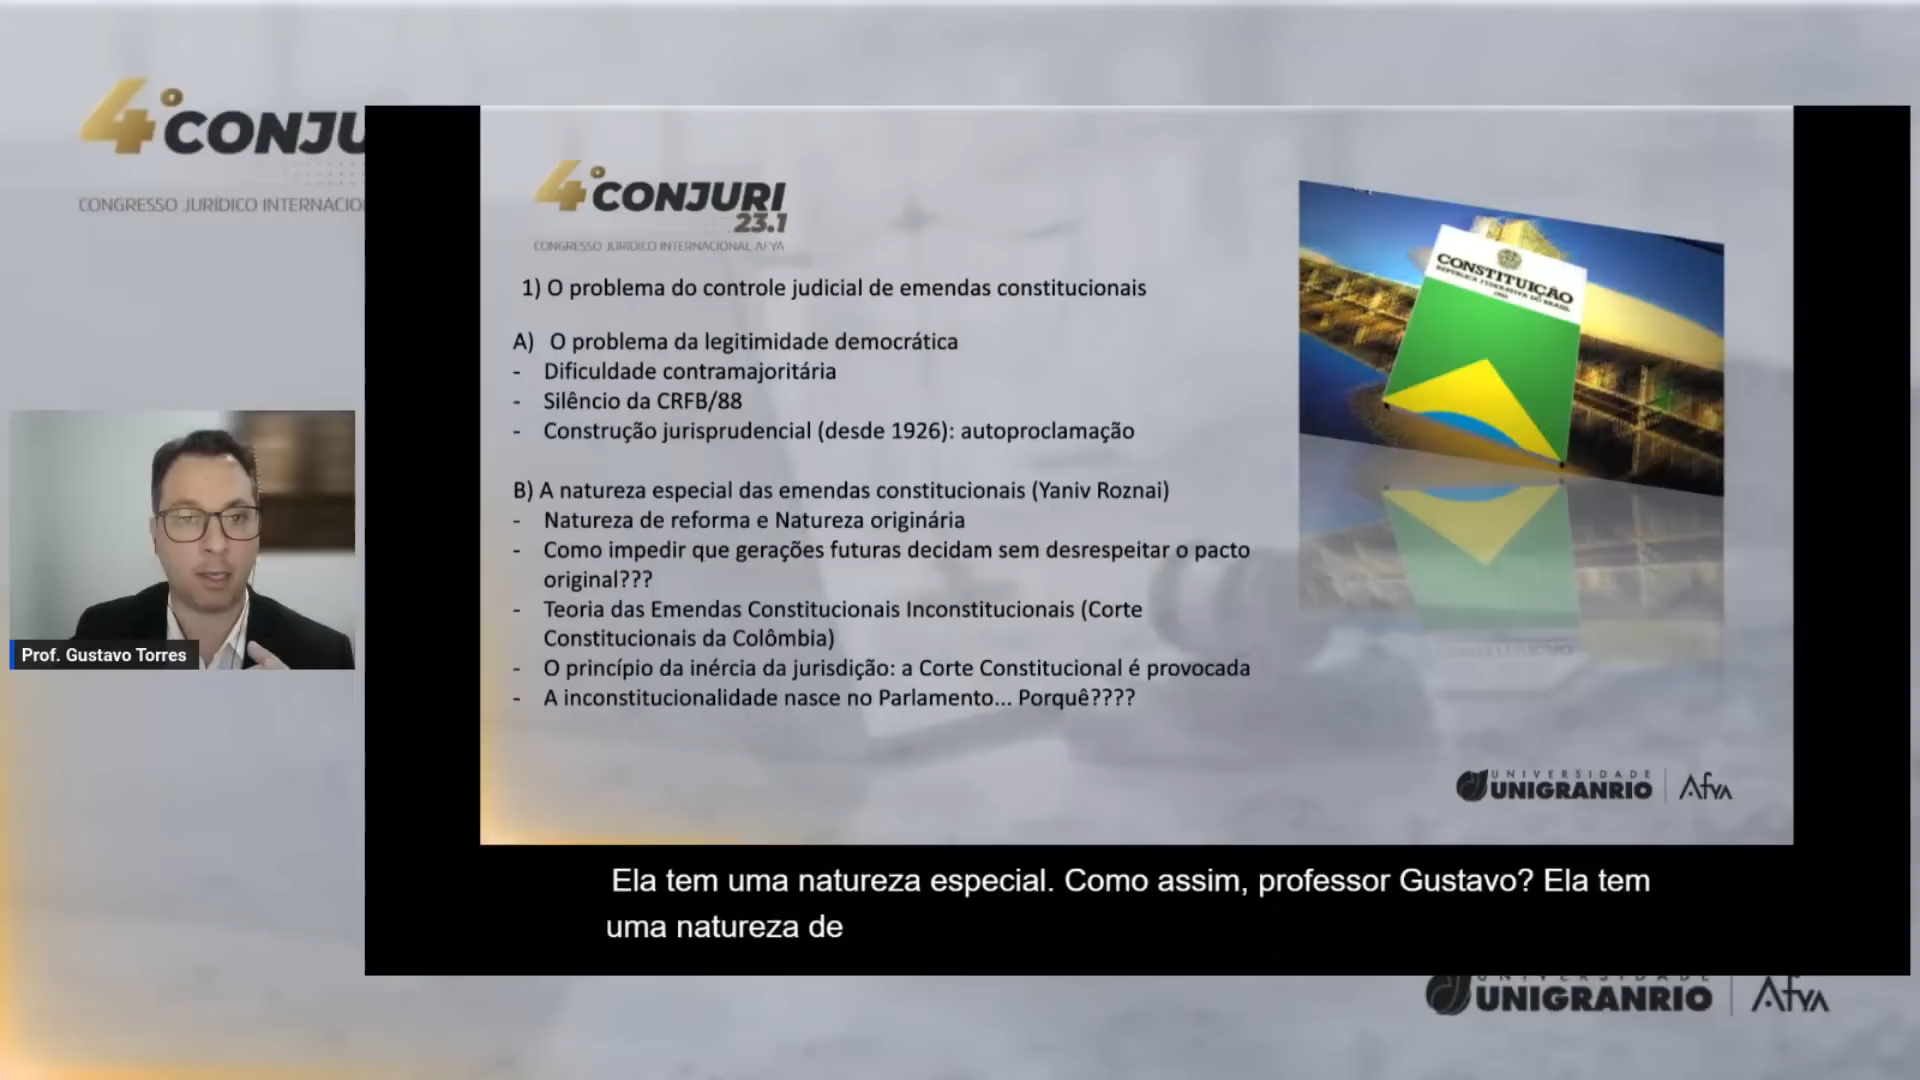 4º CONJU
CONGRESSO JURÍDICO INTERNACIO
4º CONJURI
23.1
CONGRESSO JURÍDICO INTERNACIONAL AFYA
1) O problema do controle judicial de emendas constitucionais
A) O problema da legitimidade democrática
- Dificuldade contramajoritária
- Silêncio da CRFB/88
- Construção jurisprudencial (desde 1926): autoproclamação
B) A natureza especial das emendas constitucionais (Yaniv Roznai)
- Natureza de reforma e Natureza originária
- Como impedir que gerações futuras decidam sem desrespeitar o pacto
original???
- Teoria das Emendas Constitucionais Inconstitucionais (Corte
Constitucionais da Colômbia)
- O princípio da inércia da jurisdição: a Corte Constitucional é provocada
- A inconstitucionalidade nasce no Parlamento... Porquê????
CONSTITUIÇÃO
REPÚBLICA FEDERATIVA DO BRASIL
Prof. Gustavo Torres
UNIVERSIDADE
UNIGRANRIO
Afya
Ela tem uma natureza especial. Como assim, professor Gustavo? Ela tem
uma natureza de
UNIVERSIDADE
UNIGRANRIO
Afya